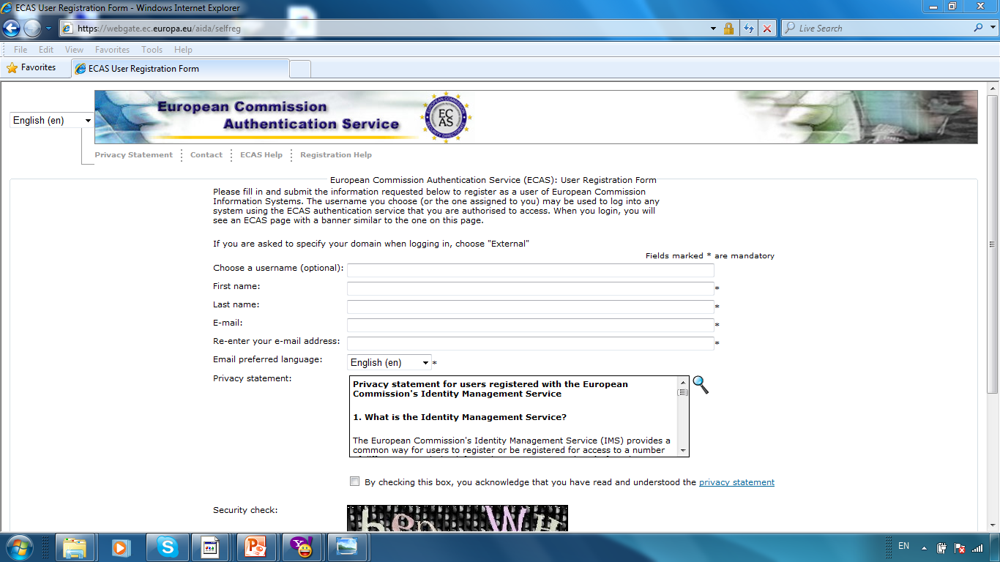 ECAS User Registration Form - Windows Internet Explorer
https://webgate.ec.europa.eu/aida/selfreg
Live Search
File Edit View Favorites Tools Help
Favorites
ECAS User Registration Form
English (en)
European Commission
Authentication Service
EC
AS
Privacy Statement
Contact
ECAS Help
Registration Help
European Commission Authentication Service (ECAS): User Registration Form
Please fill in and submit the information requested below to register as a user of European Commission
Information Systems. The username you choose (or the one assigned to you) may be used to log into any
system using the ECAS authentication service that you are authorised to access. When you login, you will
see an ECAS page with a banner similar to the one on this page.
If you are asked to specify your domain when logging in, choose "External"
Fields marked * are mandatory
Choose a username (optional):
First name: *
Last name: *
E-mail: *
Re-enter your e-mail address: *
Email preferred language: English (en) *
Privacy statement:
Privacy statement for users registered with the European
Commission's Identity Management Service
1. What is the Identity Management Service?
The European Commission's Identity Management Service (IMS) provides a
common way for users to register or be registered for access to a number
By checking this box, you acknowledge that you have read and understood the privacy statement
Security check:
EN